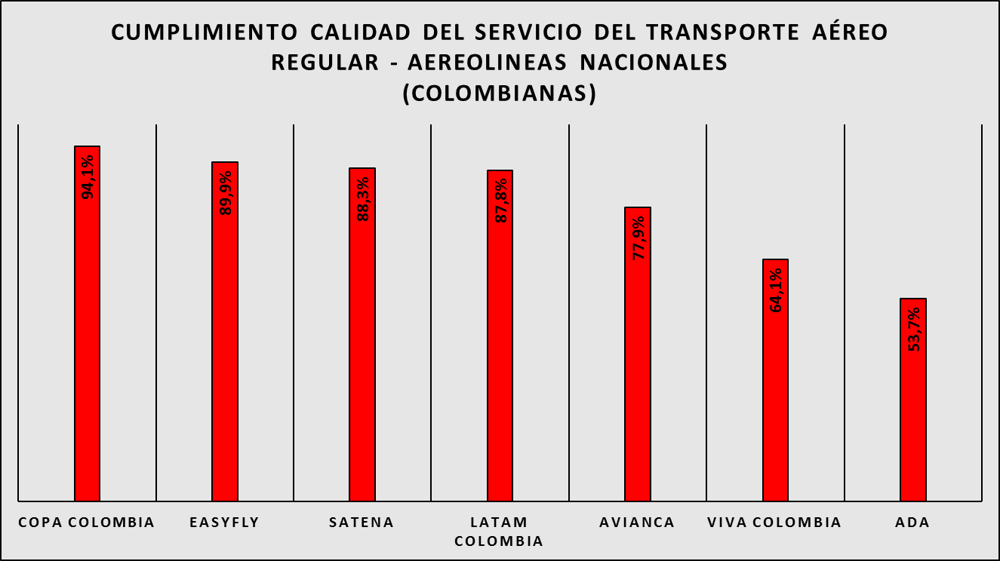 CUMPLIMIENTO CALIDAD DEL SERVICIO DEL TRANSPORTE AÉREO
REGULAR - AEREOLINEAS NACIONALES
(COLOMBIANAS)
94,1%
89,9%
88,3%
87,8%
77,9%
64,1%
53,7%
COPA COLOMBIA
EASYFLY
SATENA
LATAM
COLOMBIA
AVIANCA
VIVA COLOMBIA
ADA